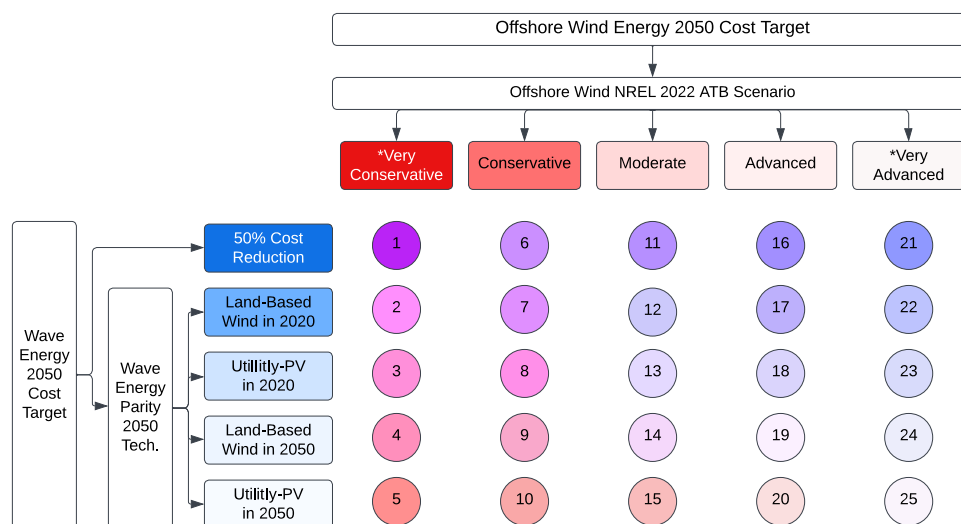 Offshore Wind Energy 2050 Cost Target
Offshore Wind NREL 2022 ATB Scenario
*Very
Conservative
Conservative
Moderate
Advanced
*Very
Advanced
Wave
Energy
2050
Cost
Target
Wave
Energy
Parity
2050
Tech.
50% Cost
Reduction
1
6
11
16
21
Land-Based
Wind in 2020
2
7
12
17
22
Utillitly-PV
in 2020
3
8
13
18
23
Land-Based
Wind in 2050
4
9
14
19
24
Utilitly-PV
in 2050
5
10
15
20
25